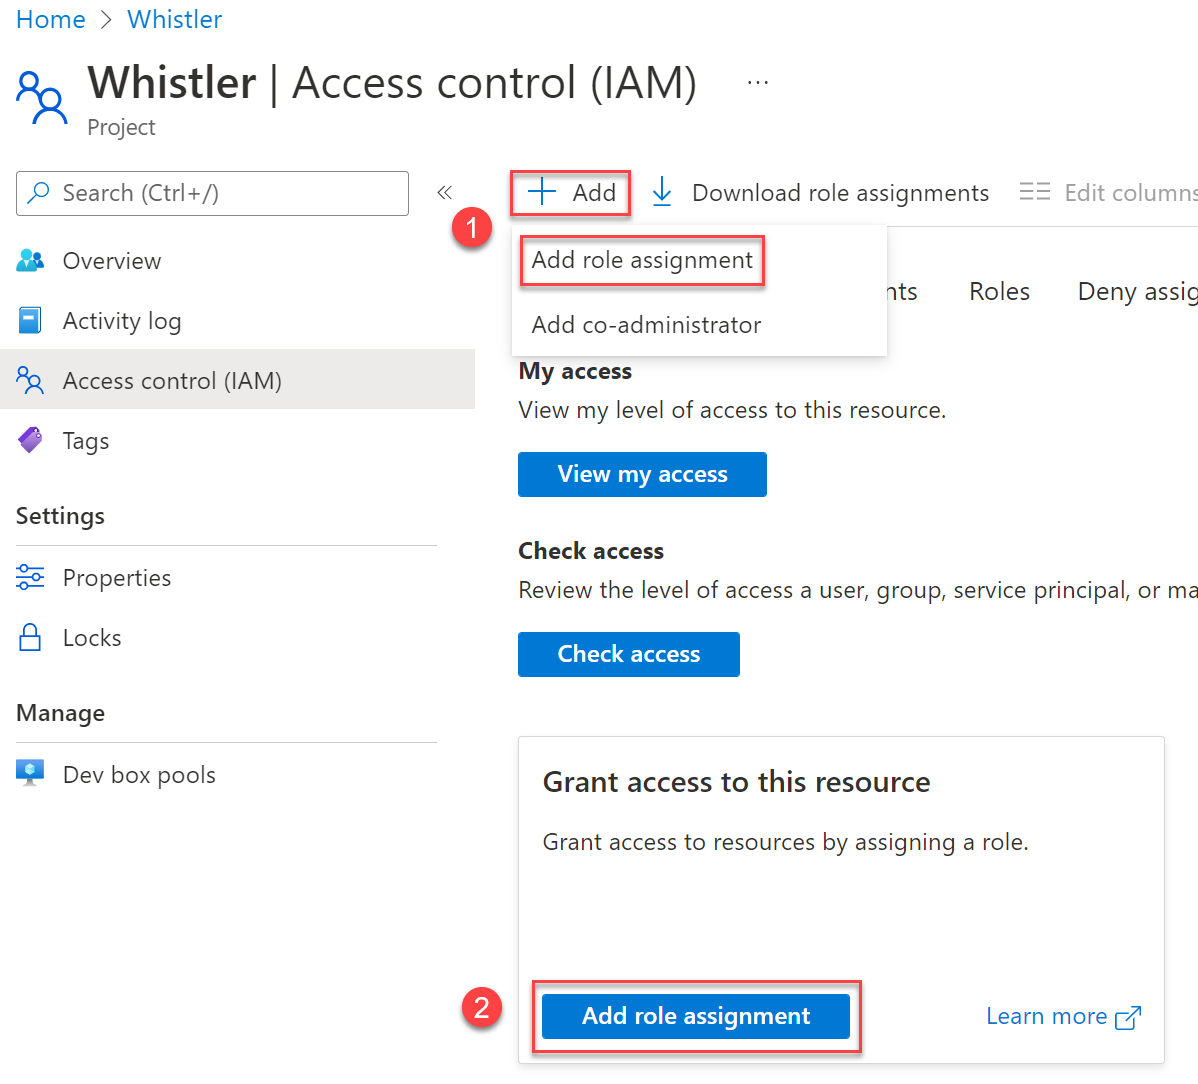 Home > Whistler
Whistler | Access control (IAM) ...
Project
Search (Ctrl+/)
«
Overview
Activity log
Access control (IAM)
Tags
Settings
Properties
Locks
Manage
Dev box pools
1
+ Add
Download role assignments
Edit columns
Add role assignment
Add co-administrator
nts
Roles
Deny assig
My access
View my level of access to this resource.
View my access
Check access
Review the level of access a user, group, service principal, or ma
Check access
Grant access to this resource
Grant access to resources by assigning a role.
2
Add role assignment
Learn more